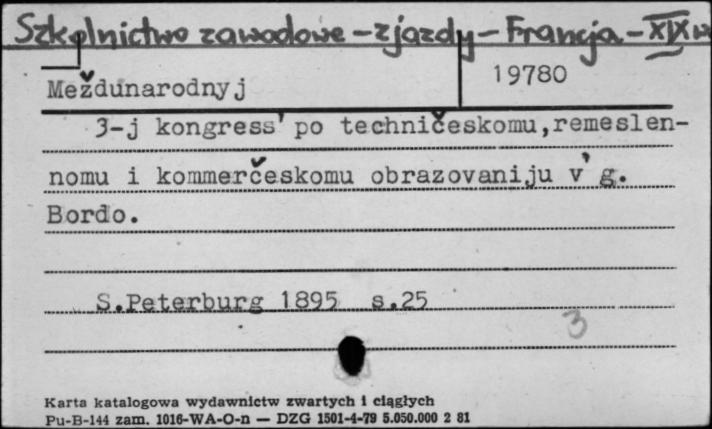 Szkolnictwo zawodowe - zjazdy - Francja - XIX w
Meždunarodnyj
19780
3-j kongress' po techničeskomu, remeslen-
nomu i kommerčeskomu obrazovaniju v' g.
Bordo.
S.Peterburg 1895 s.25
3
Karta katalogowa wydawnictw zwartych i ciągłych
Pu-B-144 zam. 1016-WA-O-n — DZG 1501-4-79 5.050.000 2 81